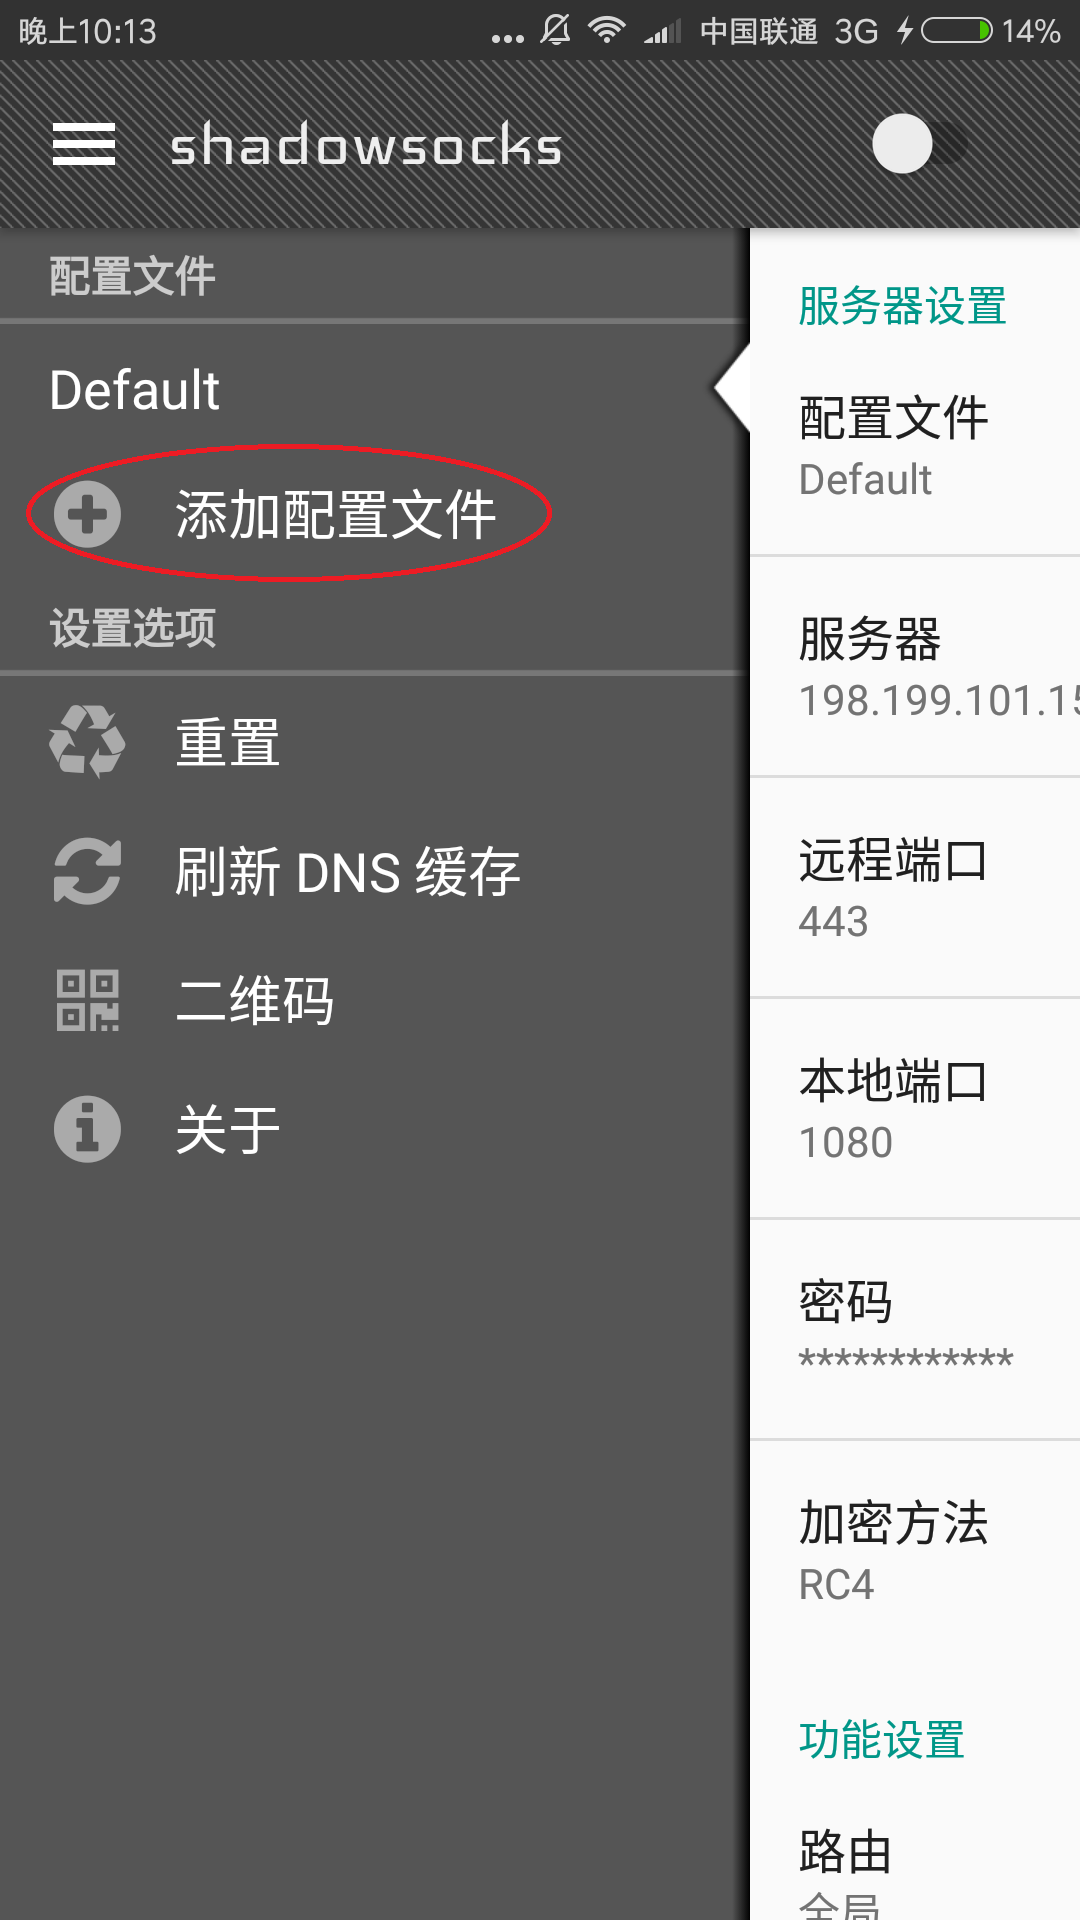 晚上10:13
中国联通 3G 14%
shadowsocks
配置文件
Default
添加配置文件
设置选项
重置
刷新 DNS 缓存
二维码
关于
服务器设置
配置文件
Default
服务器
198.199.101.15
远程端口
443
本地端口
1080
密码
************
加密方法
RC4
功能设置
路由
全局